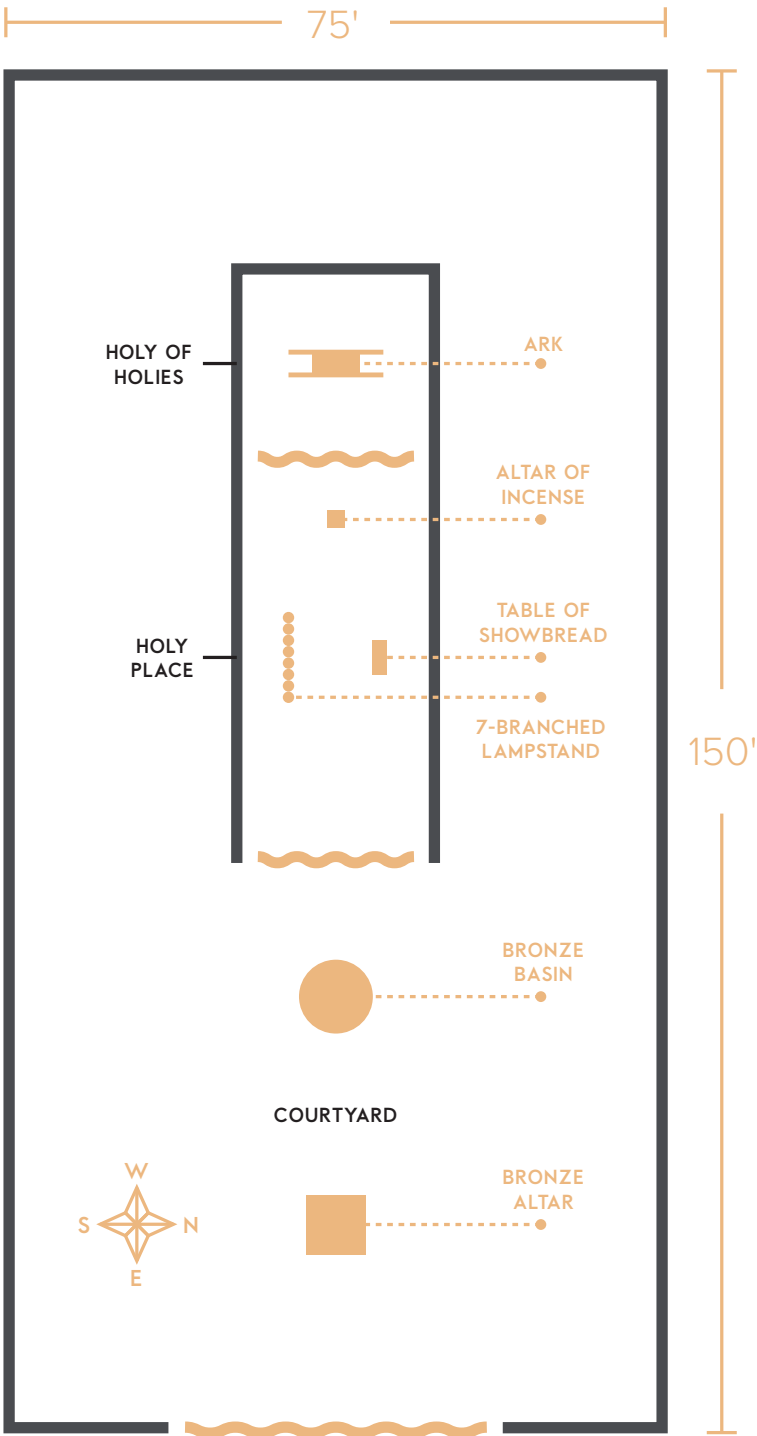 75'
HOLY OF
HOLIES
ARK
ALTAR OF
INCENSE
TABLE OF
SHOWBREAD
HOLY
PLACE
7-BRANCHED
LAMPSTAND
150'
BRONZE
BASIN
COURTYARD
BRONZE
ALTAR
W
S N
E